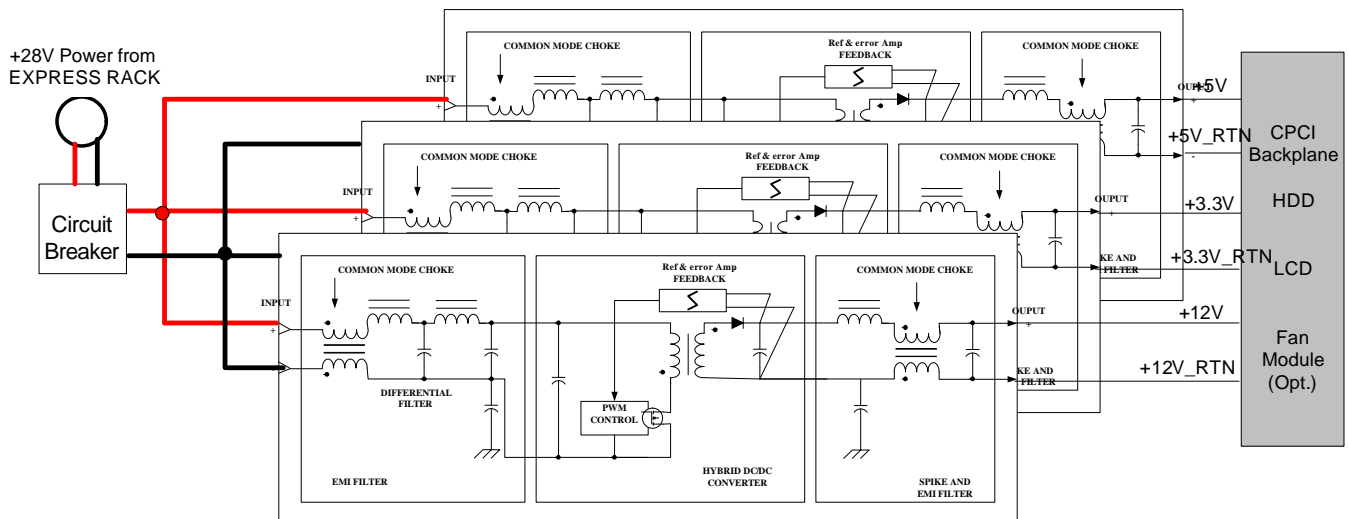 +28V Power from
EXPRESS RACK
Circuit
Breaker
COMMON MODE CHOKE
Ref & error Amp
FEEDBACK
COMMON MODE CHOKE
INPUT
+
OUPUT
+
-
+5V
+5V_RTN
COMMON MODE CHOKE
Ref & error Amp
FEEDBACK
COMMON MODE CHOKE
INPUT
+
OUPUT
+
KE AND
FILTER
+3.3V
+3.3V_RTN
COMMON MODE CHOKE
Ref & error Amp
FEEDBACK
COMMON MODE CHOKE
INPUT
+
OUPUT
+
KE AND
FILTER
+12V
+12V_RTN
DIFFERENTIAL
FILTER
PWM
CONTROL
EMI FILTER
HYBRID DC/DC
CONVERTER
SPIKE AND
EMI FILTER
CPCI
Backplane
HDD
LCD
Fan
Module
(Opt.)